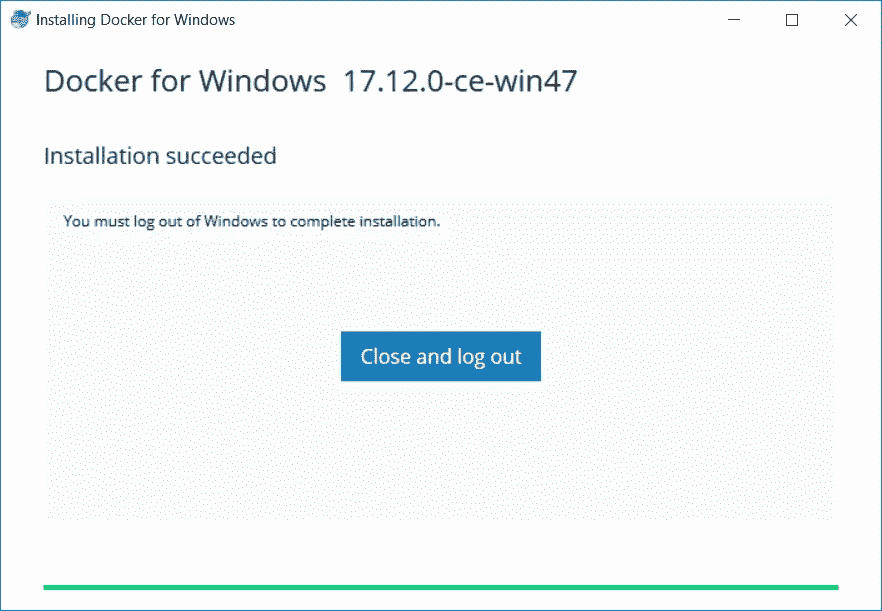 Installing Docker for Windows
Docker for Windows 17.12.0-ce-win47
Installation succeeded
You must log out of Windows to complete installation.
Close and log out